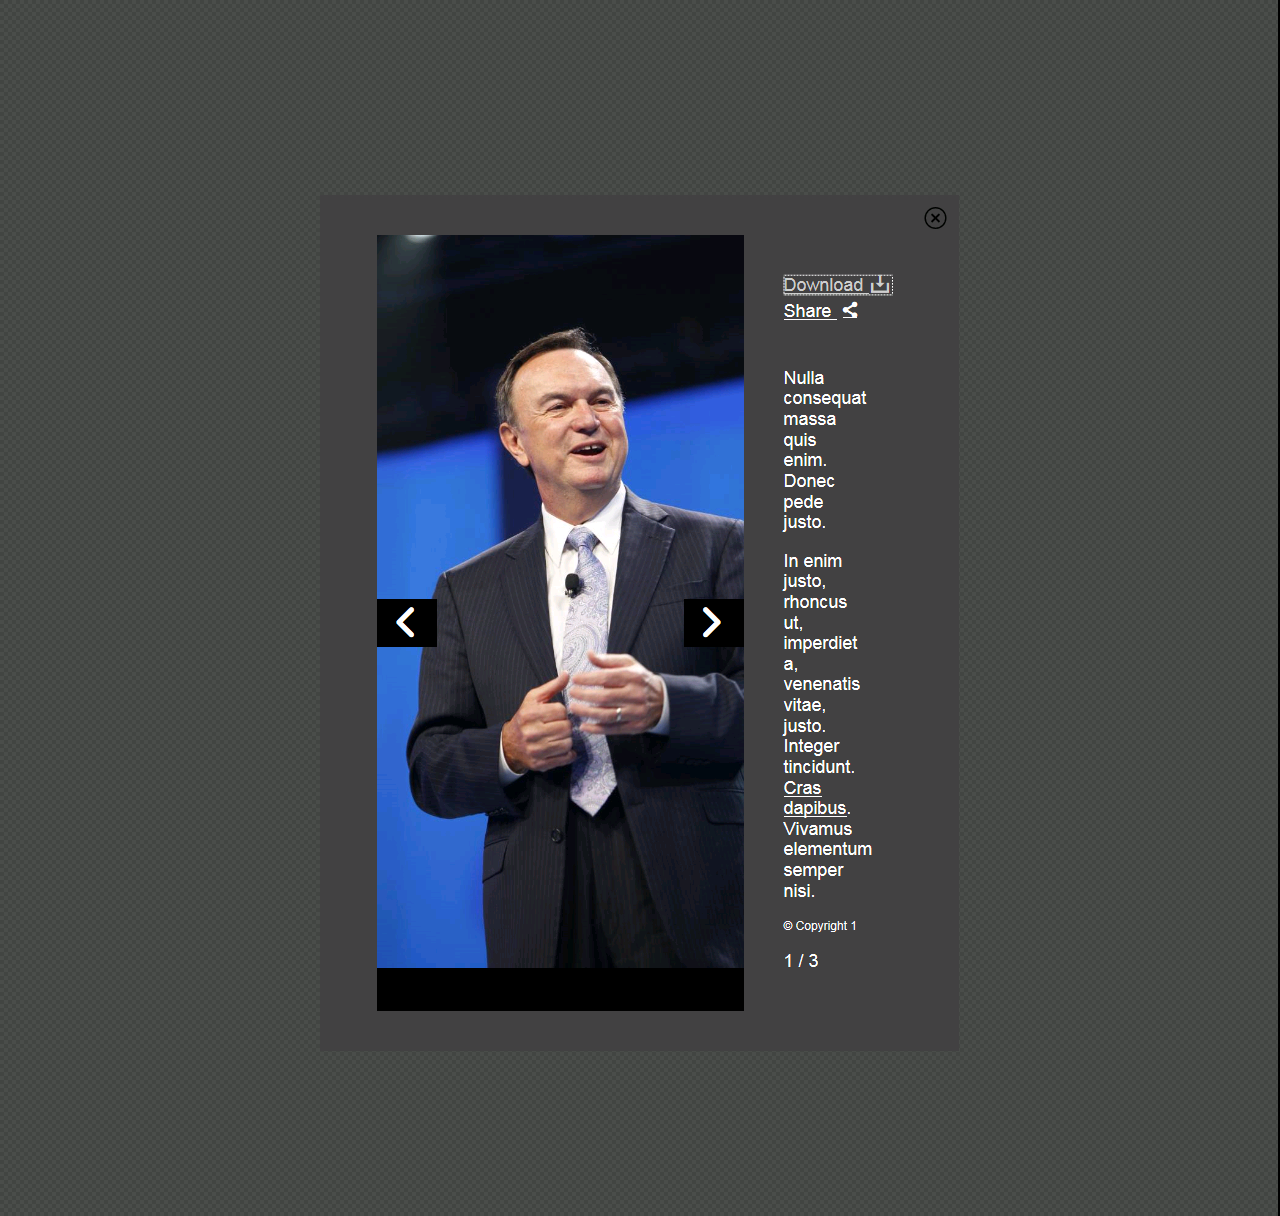 Download
Share
Nulla
consequat
massa
quis
enim.
Donec
pede
justo.
In enim
justo,
rhoncus
ut,
imperdiet
a,
venenatis
vitae,
justo.
Integer
tincidunt.
Cras
dapibus.
Vivamus
elementum
semper
nisi.
© Copyright 1
1 / 3